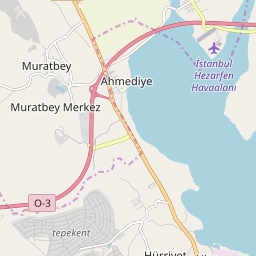 Muratbey
Ahmediye
İstanbul
Hezarfen
Havaalanı
Muratbey Merkez
O-3
tepekent
Hürriyet